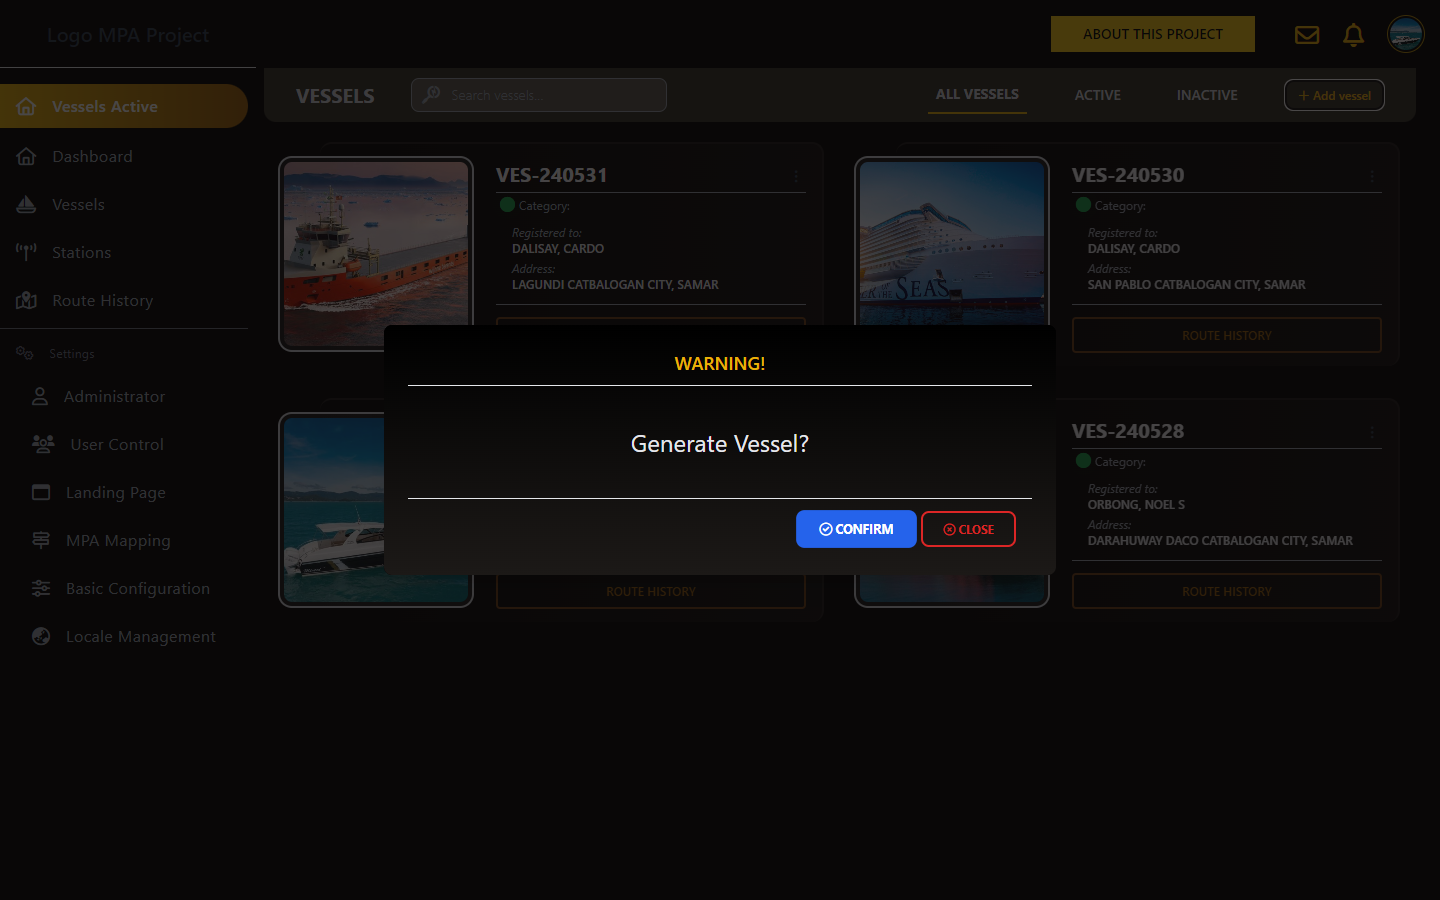 Logo MPA Project
ABOUT THIS PROJECT
Vessels Active
Dashboard
Vessels
Stations
Route History
Settings
Administrator
User Control
Landing Page
MPA Mapping
Basic Configuration
Locale Management
VESSELS
Search vessels...
ALL VESSELS
ACTIVE
INACTIVE
+ Add vessel
VES-240531
Category:
Registered to:
DALISAY, CARDO
Address:
LAGUNDI CATBALOGAN CITY, SAMAR
VES-240530
Category:
Registered to:
DALISAY, CARDO
Address:
SAN PABLO CATBALOGAN CITY, SAMAR
ROUTE HISTORY
OF THE SEAS
WARNING!
Generate Vessel?
CONFIRM
CLOSE
ROUTE HISTORY
VES-240528
Category:
Registered to:
ORBONG, NOEL S
Address:
DARAHUWAY DACO CATBALOGAN CITY, SAMAR
ROUTE HISTORY